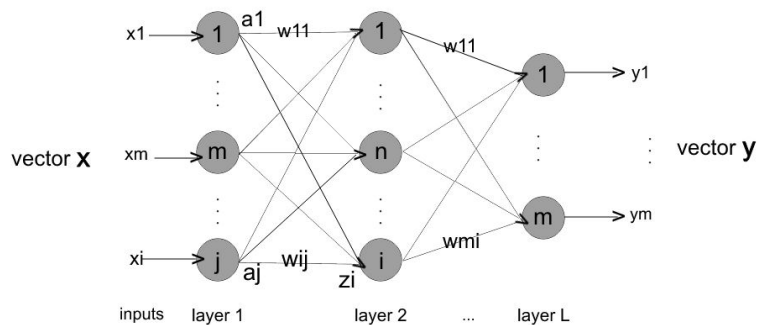 a1
x1
1
w11
1
w11
1
y1
vector x
xm
m
n
vector y
m
ym
xi
j
aj
wij
zi
i
wmi
inputs
layer 1
layer 2
...
layer L